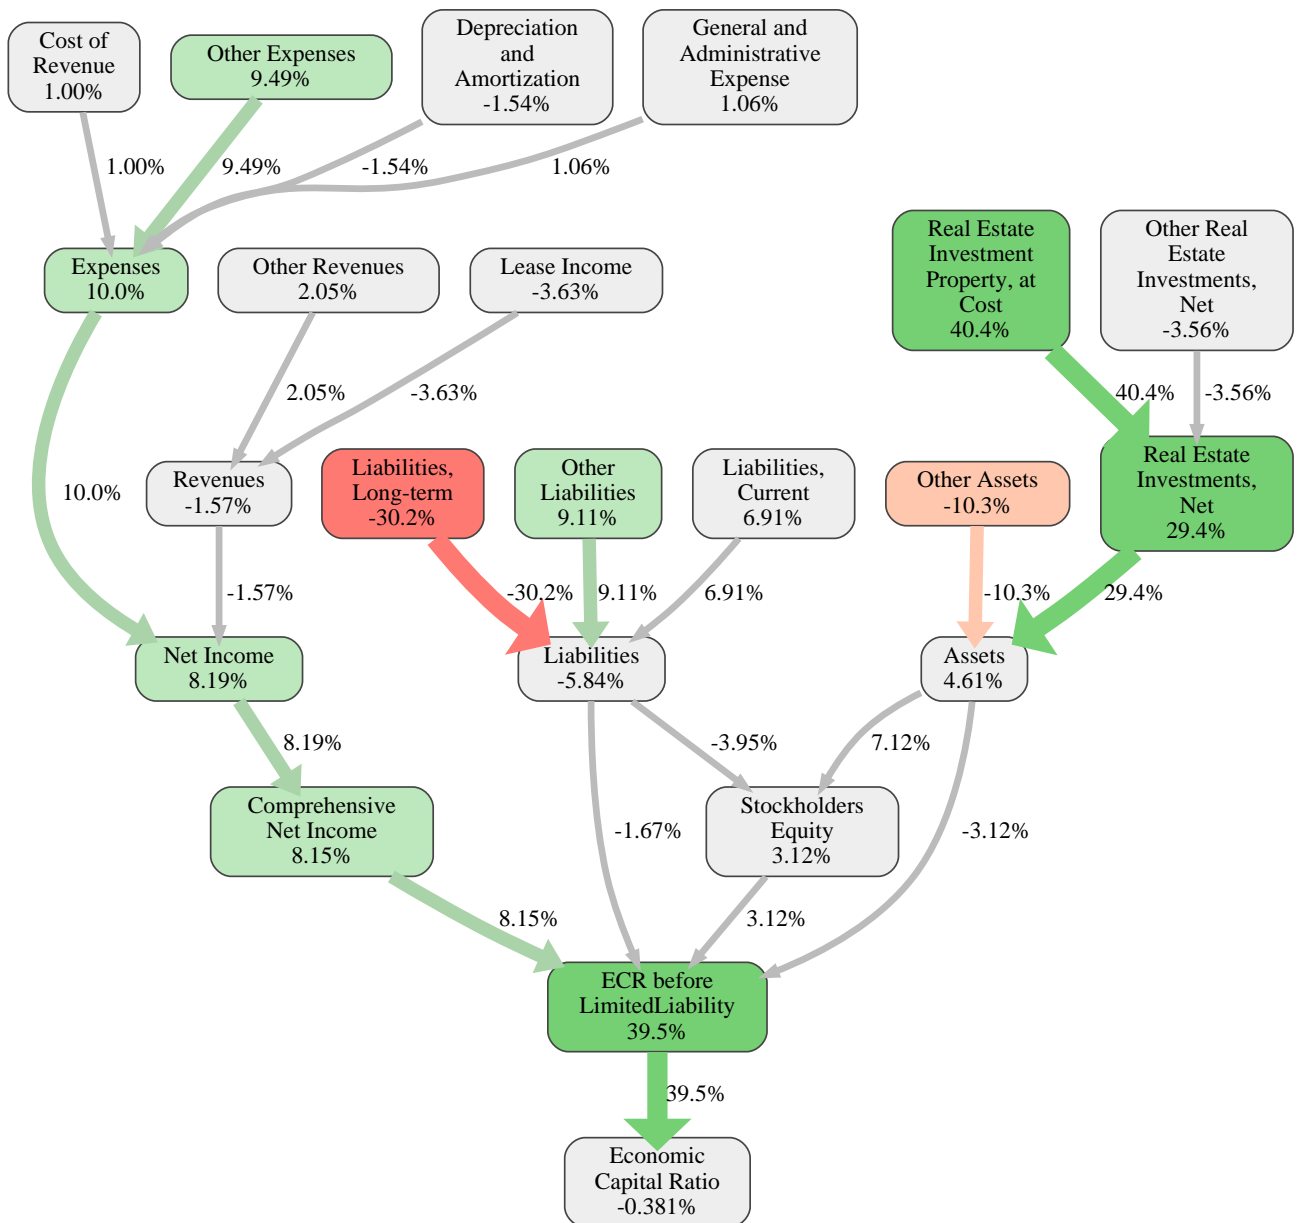 Cost of
Revenue
1.00%
Other Expenses
9.49%
Depreciation
and
Amortization
-1.54%
General and
Administrative
Expense
1.06%
1.00%
9.49%
-1.54%
1.06%
Expenses
10.0%
Other Revenues
2.05%
Lease Income
-3.63%
Real Estate
Investment
Property, at
Cost
40.4%
Other Real
Estate
Investments,
Net
-3.56%
2.05%
-3.63%
40.4%
-3.56%
10.0%
Revenues
-1.57%
Liabilities,
Long-term
-30.2%
Other
Liabilities
9.11%
Liabilities,
Current
6.91%
Other Assets
-10.3%
Real Estate
Investments,
Net
29.4%
-1.57%
-30.2%
9.11%
6.91%
-10.3%
29.4%
Net Income
8.19%
Liabilities
-5.84%
Assets
4.61%
8.19%
-3.95%
7.12%
Comprehensive
Net Income
8.15%
-1.67%
Stockholders
Equity
3.12%
-3.12%
8.15%
3.12%
ECR before
LimitedLiability
39.5%
39.5%
Economic
Capital Ratio
-0.381%